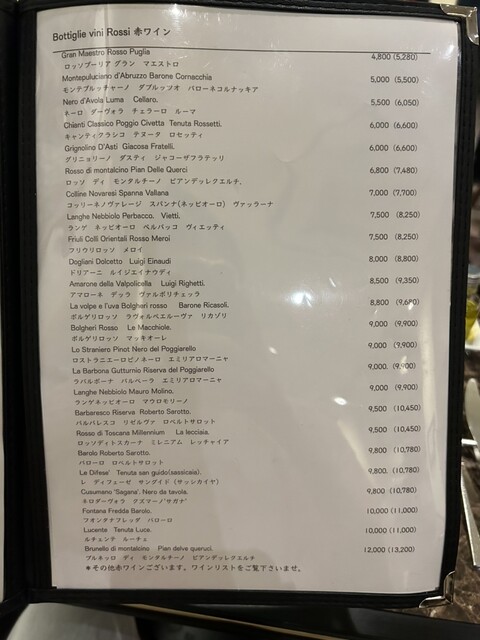 Bottiglie vini Rossi 赤ワイン
Gran Maestro Rosso Puglia 4,800 (5,280)
ロッソプーリア グラン マエストロ
Montepuluciano d'Abruzzo Barone Cornacchia 5,000 (5,500)
モンテプルッチャーノ ダブルッツオ バローネコルナッキア
Nero d'Avola Luma Cellaro. 5,500 (6,050)
ネーロ ダーヴォラ チェラーロ ルーマ
Chianti Classico Poggio Civetta Tenuta Rossetti. 6,000 (6,600)
キャンティクラシコ テヌータ ロセッティ
Grignolino D'Asti Giacosa Fratelli. 6,000 (6,600)
グリニョリーノ ダスティ ジャコーザフラテッリ
Rosso di montalcino Pian Delle Querci 6,800 (7,480)
ロッソ ディ モンタルチーノ ピアンデッレクエルチ、
Colline Novaresi Spanna Vallana 7,000 (7,700)
コッリーネノヴァレージ スパンナ(ネッビオーロ) ヴァッラーナ
Langhe Nebbiolo Perbacco. Vietti. 7,500 (8,250)
ランゲ ネッビオーロ ペルバッコ ヴィエッティ
Friuli Colli Orientali Rosso Meroi 7,500 (8,250)
フリウリロッソ メロイ
Dogliani Dolcetto Luigi Einaudi 8,000 (8,800)
ドリアーニ ルイジエイナウディ
Amarone della Valpolicella Luigi Righetti. 8,500 (9,350)
アマローネ デッラ ヴァルポリチェッラ
La volpe e l'uva Bolgheri rosso Barone Ricasoli. 8,800 (9,680)
ボルゲリロッソ ラヴォルペエルーヴァ リカゾリ
Bolgheri Rosso Le Macchiole. 9,000 (9,900)
ボルゲリロッソ マッキオーレ
Lo Straniero Pinot Nero del Poggiarello 9,000 (9,900)
ロストラニエーロピノネーロ エミリアロマーニャ
La Barbona Gutturnio Riserva del Poggiarello 9,000. (9,900)
ラバルボーナ バルベーラ エミリアロマーニャ
Langhe Nebbiolo Mauro Molino. 9,000 (9,900)
ランゲネッビオーロ マウロモリーノ
Barbaresco Riserva Roberto Sarotto. 9,500 (10,450)
バルバレスコ リゼルヴァ ロベルトサロット
Rosso di Toscana Millennium La lecciaia. 9,500 (10,450)
ロッソディトスカーナ ミレニアム レッチャイア
Barolo Roberto Sarotto. 9,800 (10,780)
バローロ ロベルトサロット
Le Difese' Tenuta san guido(sassicaia). 9,800. (10,780)
レ ディフェーゼ サングイド (サッシカイヤ)
Cusumano 'Sagana'. Nero da tavola. 9,800 (10,780)
ネロダーヴォラ クズマーノ'サガナ'
Fontana Fredda Barolo. 10,000 (11,000)
フオンタナフレッダ バローロ
Lucente Tenuta Luce. 10,000 (11,000)
ルチェンテ ルーチェ
Brunello di montalcino Pian delve queruci. 12,000 (13,200)
ブルネッロ ディ モンタルチーノ ピアンデッレクエルチ
＊その他赤ワインございます。ワインリストをご覧下さいませ。